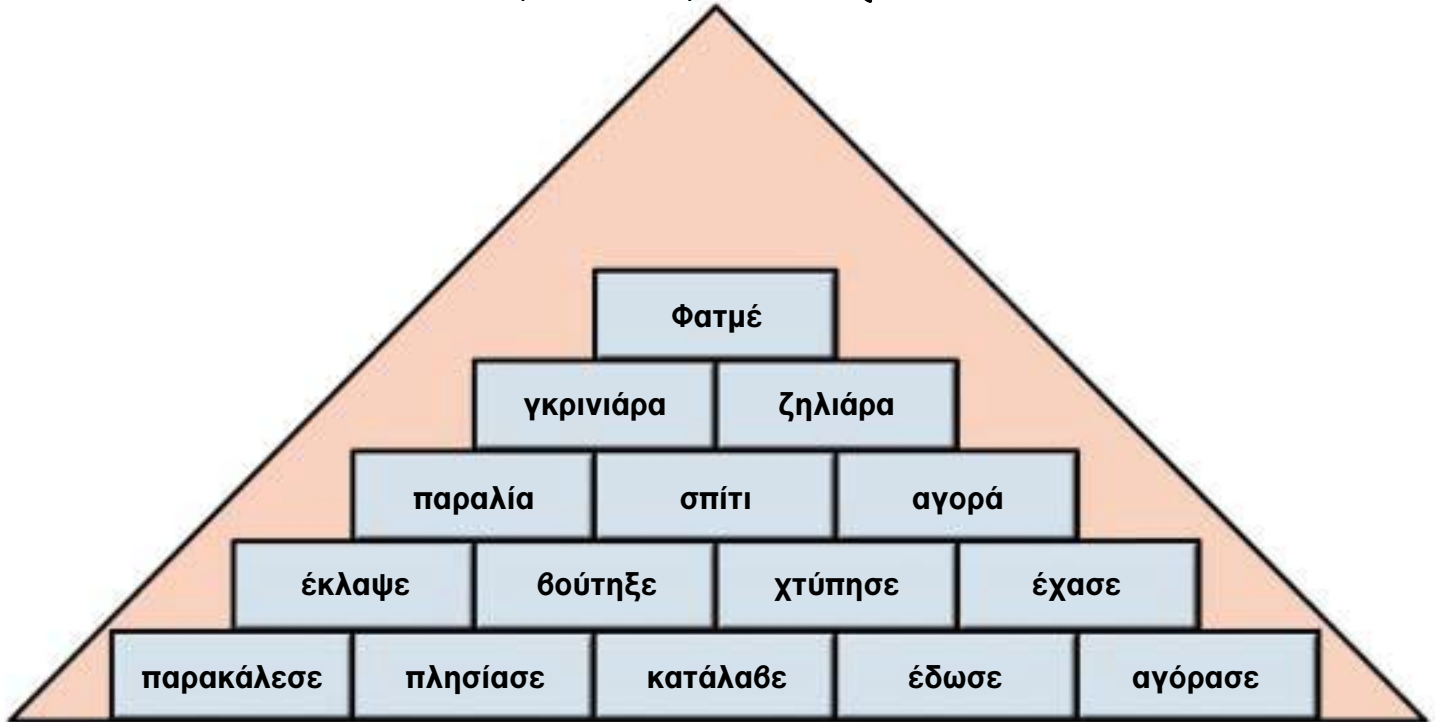 Φατμέ
γκρινιάρα ζηλιάρα
παραλία σπίτι αγορά
έκλαψε βούτηξε χτύπησε έχασε
παρακάλεσε πλησίασε κατάλαβε έδωσε αγόρασε